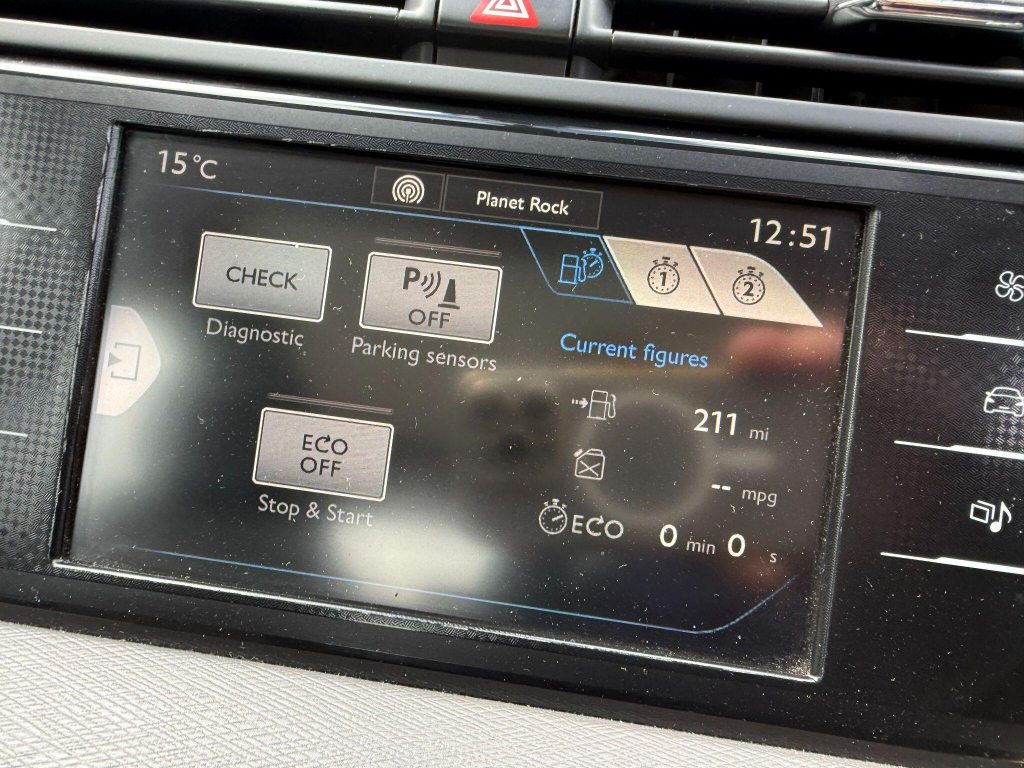 15°C
Planet Rock
12:51
CHECK
Diagnostic
P
OFF
Parking sensors
1
2
Current figures
211 mi
-- mpg
ECO
OFF
Stop & Start
ECO 0 min 0 s